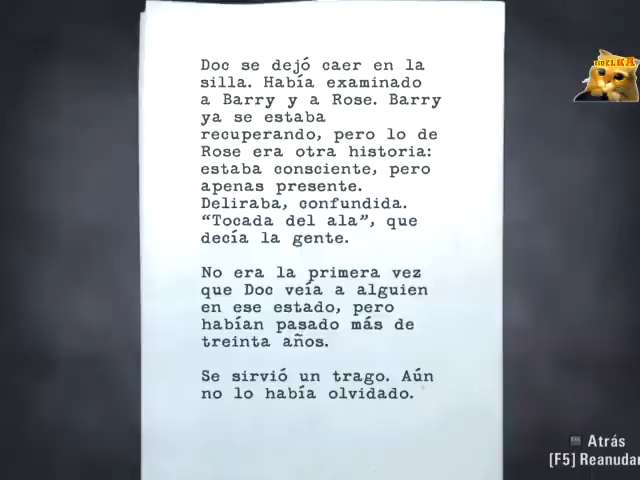 Doc se dejó caer en la
silla. Había examinado
a Barry y a Rose. Barry
ya se estaba
recuperando, pero lo de
Rose era otra historia:
estaba consciente, pero
apenas presente.
Deliraba, confundida.
“Tocada del ala”, que
decía la gente.
No era la primera vez
que Doc veía a alguien
en ese estado, pero
habían pasado más de
treinta años.
Se sirvió un trago. Aún
no lo había olvidado.
Atrás
[F5] Reanudar